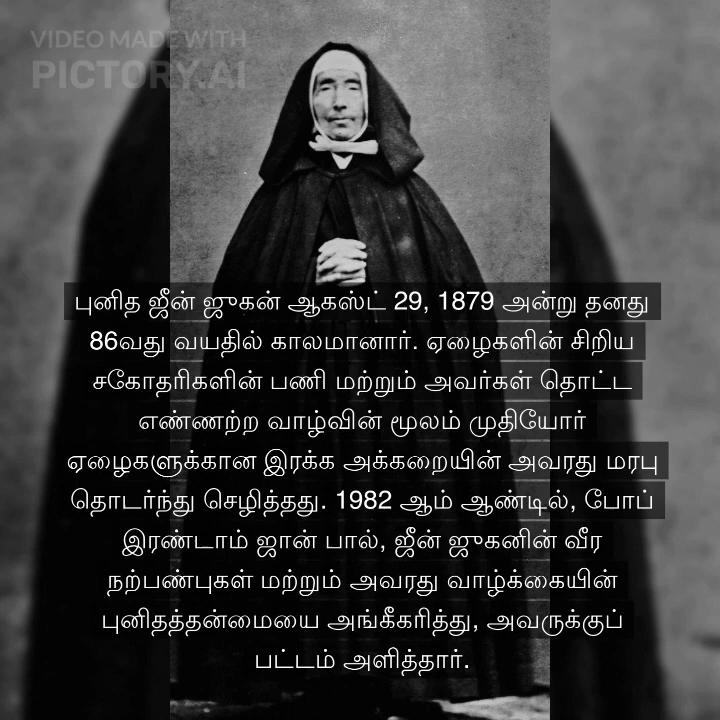 VIDEO MADE WITH
PICTORY.AI
புனித ஜீன் ஜுகன் ஆகஸ்ட் 29, 1879 அன்று தனது
86வது வயதில் காலமானார். ஏழைகளின் சிறிய
சகோதரிகளின் பணி மற்றும் அவர்கள் தொட்ட
எண்ணற்ற வாழ்வின் மூலம் முதியோர்
ஏழைகளுக்கான இரக்க அக்கறையின் அவரது மரபு
தொடர்ந்து செழித்தது. 1982 ஆம் ஆண்டில், போப்
இரண்டாம் ஜான் பால், ஜீன் ஜுகனின் வீர
நற்பண்புகள் மற்றும் அவரது வாழ்க்கையின்
புனிதத்தன்மையை அங்கீகரித்து, அவருக்குப்
பட்டம் அளித்தார்.